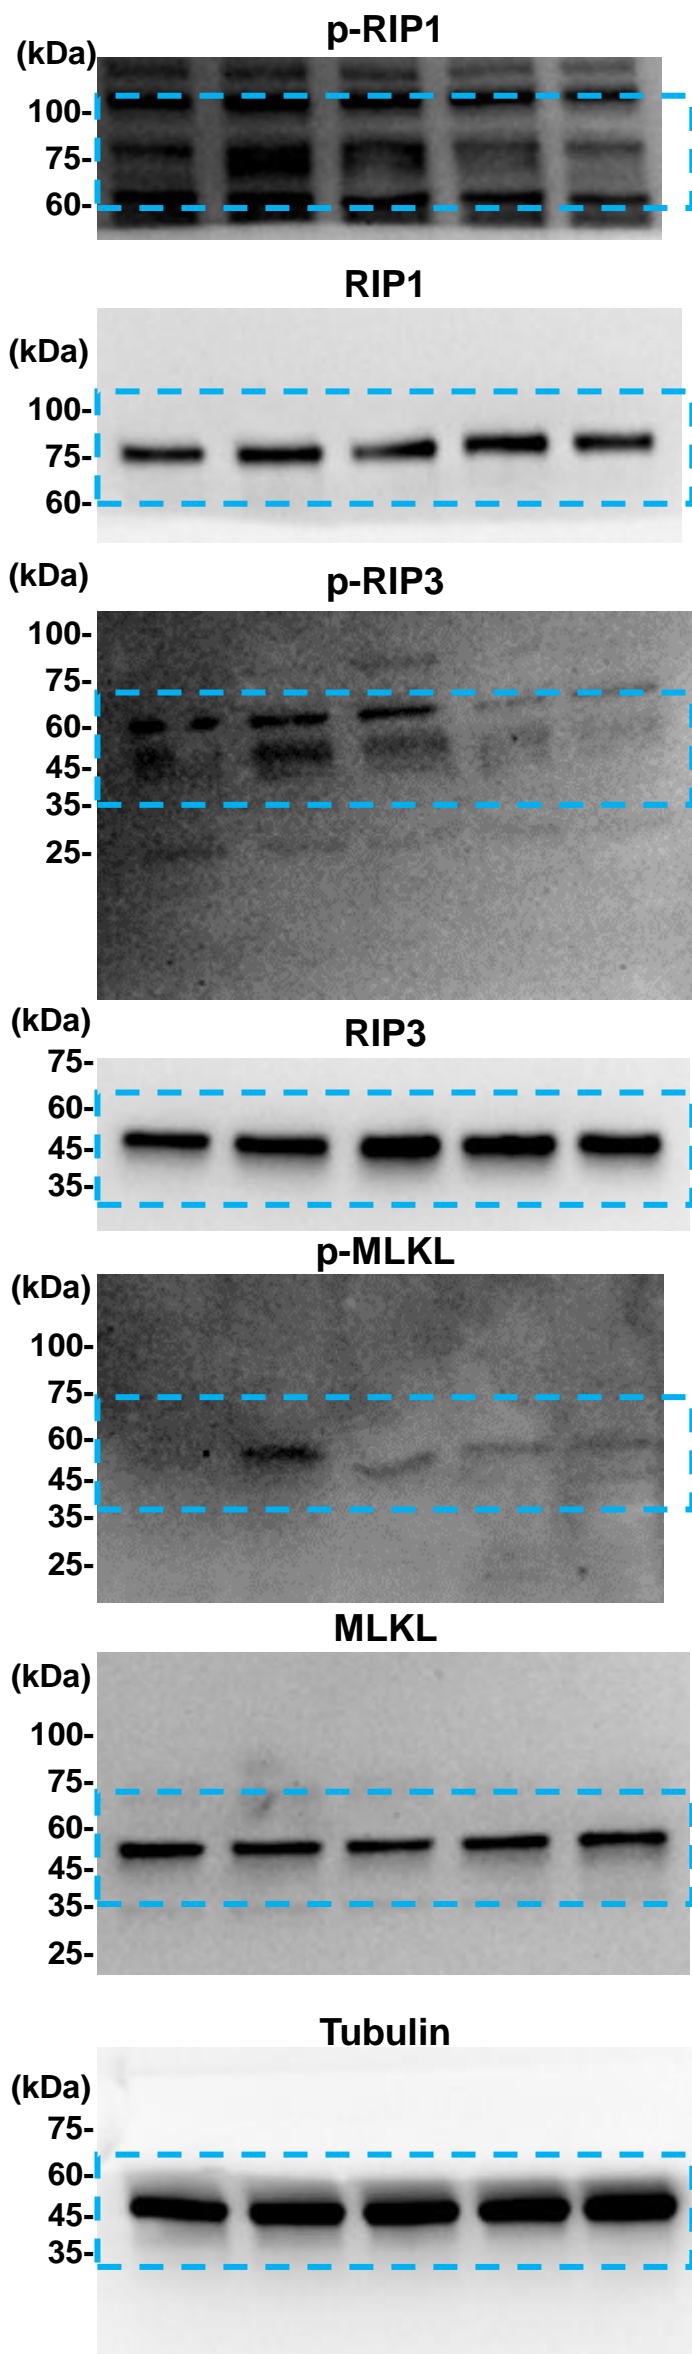 p-RIP1
(kDa)
100-
75-
60-
RIP1
(kDa)
100-
75-
60-
(kDa)
p-RIP3
100-
75-
60-
45-
35-
25-
(kDa)
RIP3
75-
60-
45-
35-
p-MLKL
(kDa)
100-
75-
60-
45-
35-
25-
MLKL
(kDa)
100-
75-
60-
45-
35-
25-
Tubulin
(kDa)
75-
60-
45-
35-